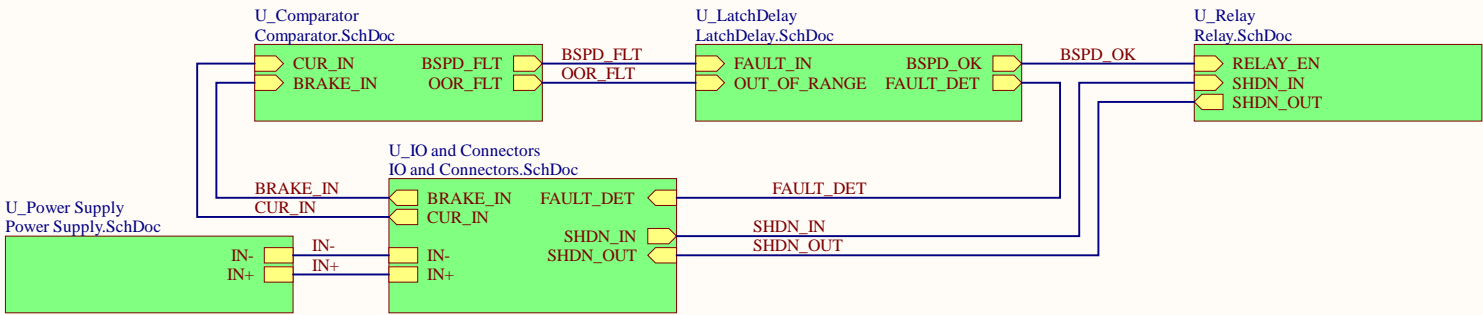 U_Comparator
Comparator.SchDoc
CUR_IN
BRAKE_IN
BSPD_FLT
OOR_FLT
BSPD_FLT
OOR_FLT
U_LatchDelay
LatchDelay.SchDoc
FAULT_IN
OUT_OF_RANGE
BSPD_OK
FAULT_DET
BSPD_OK
U_Relay
Relay.SchDoc
RELAY_EN
SHDN_IN
SHDN_OUT
U_IO and Connectors
IO and Connectors.SchDoc
BRAKE_IN
CUR_IN
BRAKE_IN
CUR_IN
FAULT_DET
FAULT_DET
SHDN_IN
SHDN_OUT
SHDN_IN
SHDN_OUT
U_Power Supply
Power Supply.SchDoc
IN-
IN+
IN-
IN+
IN-
IN+